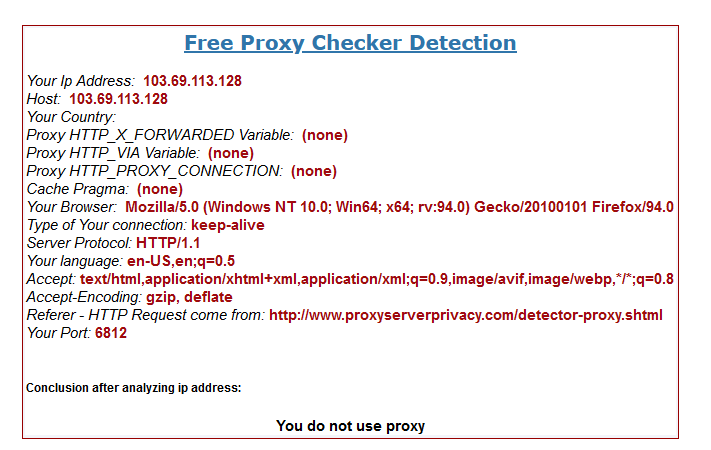 Free Proxy Checker Detection
Your Ip Address: 103.69.113.128
Host: 103.69.113.128
Your Country:
Proxy HTTP_X_FORWARDED Variable: (none)
Proxy HTTP_VIA Variable: (none)
Proxy HTTP_PROXY_CONNECTION: (none)
Cache Pragma: (none)
Your Browser: Mozilla/5.0 (Windows NT 10.0; Win64; x64; rv:94.0) Gecko/20100101 Firefox/94.0
Type of Your connection: keep-alive
Server Protocol: HTTP/1.1
Your language: en-US,en;q=0.5
Accept: text/html,application/xhtml+xml,application/xml;q=0.9,image/avif,image/webp,*/*;q=0.8
Accept-Encoding: gzip, deflate
Referer - HTTP Request come from: http://www.proxyserverprivacy.com/detector-proxy.shtml
Your Port: 6812
Conclusion after analyzing ip address:
You do not use proxy